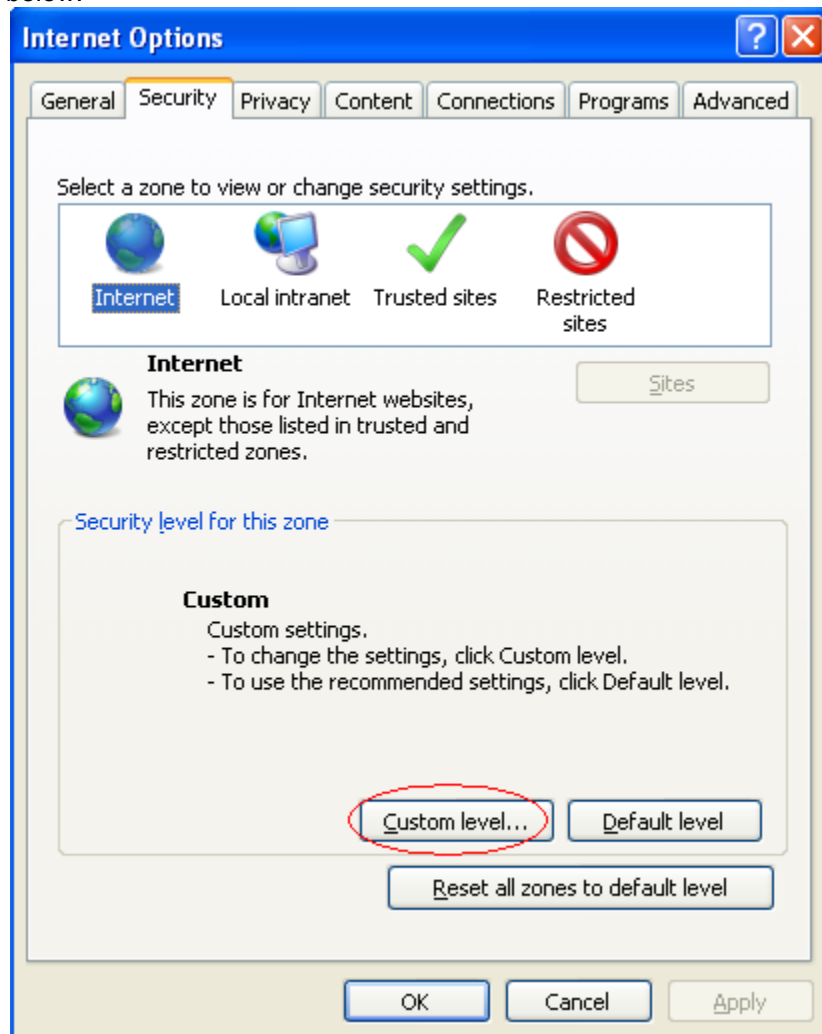 Internet Options
General Security Privacy Content Connections Programs Advanced
Select a zone to view or change security settings.
Internet Local intranet Trusted sites Restricted
sites
Internet
Sites
This zone is for Internet websites,
except those listed in trusted and
restricted zones.
Security level for this zone
Custom
Custom settings.
- To change the settings, click Custom level.
- To use the recommended settings, click Default level.
Custom level... Default level
Reset all zones to default level
OK Cancel Apply